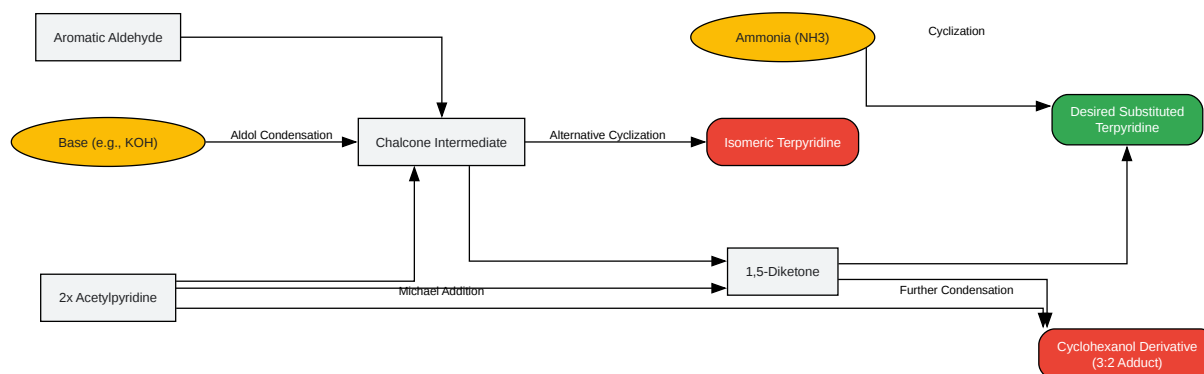 Aromatic Aldehyde
Ammonia (NH3)
Cyclization
Base (e.g., KOH)
Aldol Condensation
Chalcone Intermediate
Alternative Cyclization
Isomeric Terpyridine
Desired Substituted
Terpyridine
2x Acetylpyridine
Michael Addition
1,5-Diketone
Further Condensation
Cyclohexanol Derivative
(3:2 Adduct)